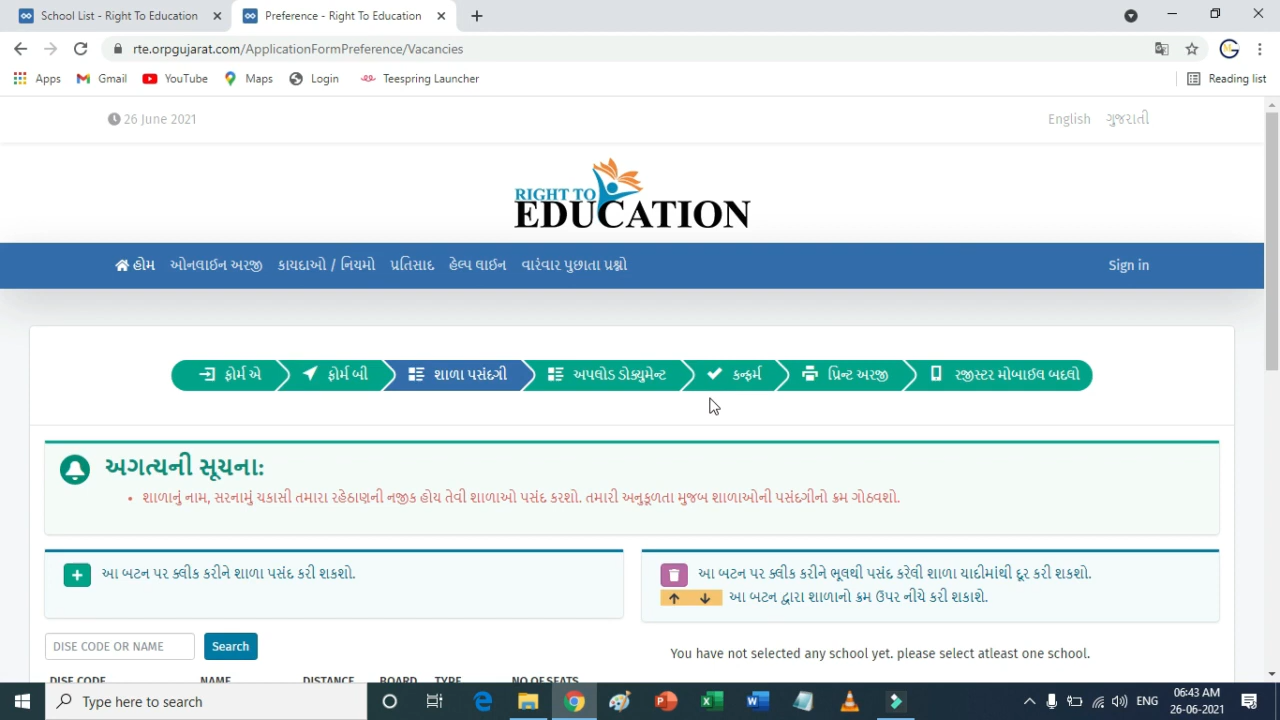 School List - Right To Education
Preference - Right To Education
rte.orpgujarat.com/ApplicationFormPreference/Vacancies
Apps Gmail YouTube Maps Login Teespring Launcher Reading list
26 June 2021
English ગુજરાતી
RIGHT TO
EDUCATION
હોમ ઓનલાઈન અરજી કાયદાઓ / નિયમો પ્રતિસાદ હેલ્પ લાઈન વારંવાર પુછાતા પ્રશ્નો Sign in
ફોર્મ એ ફોર્મ બી શાળા પસંદગી અપલોડ ડોક્યુમેન્ટ કન્ફર્મ પ્રિન્ટ અરજી રજીસ્ટર મોબાઈલ બદલો
અગત્યની સૂચના:
શાળાનું નામ, સરનામું ચકાસી તમારા રહેઠાણની નજીક હોય તેવી શાળાઓ પસંદ કરશો. તમારી અનુકૂળતા મુજબ શાળાઓની પસંદગીનો ક્રમ ગોઠવશો.
આ બટન પર ક્લીક કરીને શાળા પસંદ કરી શકશો.
આ બટન પર ક્લીક કરીને ભૂલથી પસંદ કરેલી શાળા યાદીમાંથી દૂર કરી શકશો.
આ બટન દ્વારા શાળાનો ક્રમ ઉપર નીચે કરી શકાશે.
DISE CODE OR NAME Search
You have not selected any school yet. please select atleast one school.
DISE CODE NAME DISTANCE BOARD TYPE NO OF SEATS
Type here to search
ENG
06:43 AM
26-06-2021